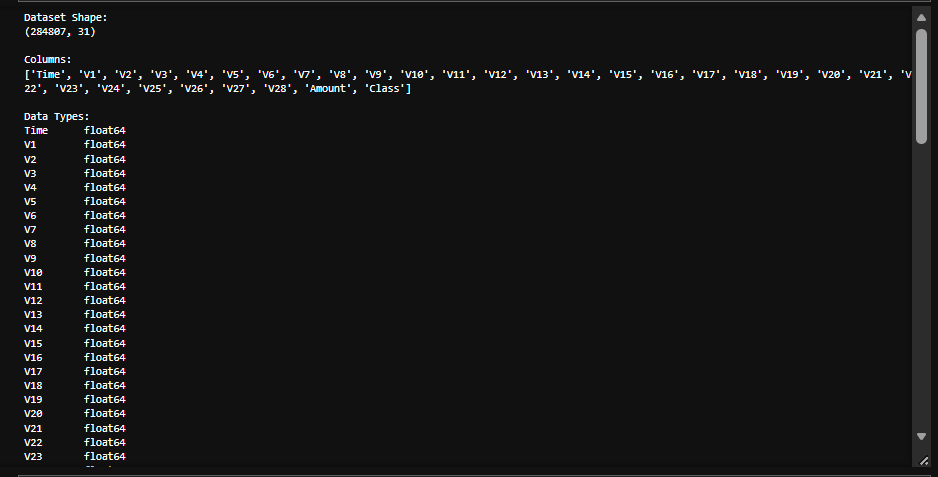 Dataset Shape:
(284807, 31)
Columns:
['Time', 'V1', 'V2', 'V3', 'V4', 'V5', 'V6', 'V7', 'V8', 'V9', 'V10', 'V11', 'V12', 'V13', 'V14', 'V15', 'V16', 'V17', 'V18', 'V19', 'V20', 'V21', 'V
22', 'V23', 'V24', 'V25', 'V26', 'V27', 'V28', 'Amount', 'Class']
Data Types:
Time float64
V1 float64
V2 float64
V3 float64
V4 float64
V5 float64
V6 float64
V7 float64
V8 float64
V9 float64
V10 float64
V11 float64
V12 float64
V13 float64
V14 float64
V15 float64
V16 float64
V17 float64
V18 float64
V19 float64
V20 float64
V21 float64
V22 float64
V23 float64